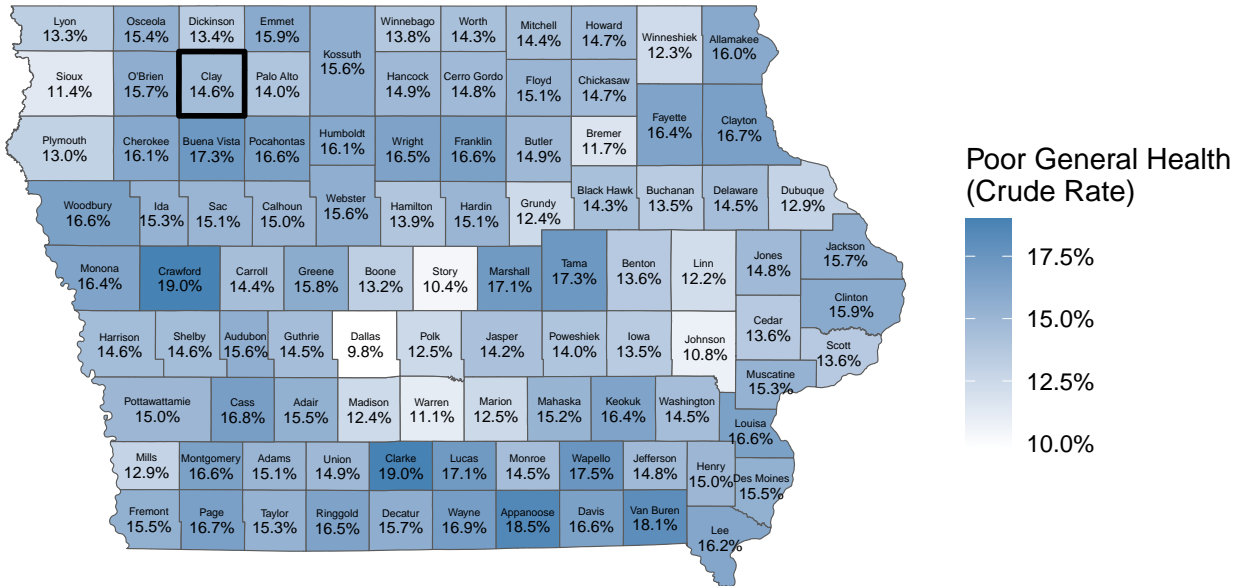 Lyon
13.3%
Osceola
15.4%
Dickinson
13.4%
Emmet
15.9%
Kossuth
15.6%
Winnebago
13.8%
Worth
14.3%
Mitchell
14.4%
Howard
14.7%
Winneshiek
12.3%
Allamakee
16.0%
Sioux
11.4%
O'Brien
15.7%
Clay
14.6%
Palo Alto
14.0%
Hancock
14.9%
Cerro Gordo
14.8%
Floyd
15.1%
Chickasaw
14.7%
Fayette
16.4%
Clayton
16.7%
Plymouth
13.0%
Cherokee
16.1%
Buena Vista
17.3%
Pocahontas
16.6%
Humboldt
16.1%
Wright
16.5%
Franklin
16.6%
Butler
14.9%
Bremer
11.7%
Woodbury
16.6%
Ida
15.3%
Sac
15.1%
Calhoun
15.0%
Webster
15.6%
Hamilton
13.9%
Hardin
15.1%
Grundy
12.4%
Black Hawk
14.3%
Buchanan
13.5%
Delaware
14.5%
Dubuque
12.9%
Monona
16.4%
Crawford
19.0%
Carroll
14.4%
Greene
15.8%
Boone
13.2%
Story
10.4%
Marshall
17.1%
Tama
17.3%
Benton
13.6%
Linn
12.2%
Jones
14.8%
Jackson
15.7%
Clinton
15.9%
Harrison
14.6%
Shelby
14.6%
Audubon
15.6%
Guthrie
14.5%
Dallas
9.8%
Polk
12.5%
Jasper
14.2%
Poweshiek
14.0%
Iowa
13.5%
Johnson
10.8%
Cedar
13.6%
Scott
13.6%
Muscatine
15.3%
Pottawattamie
15.0%
Cass
16.8%
Adair
15.5%
Madison
12.4%
Warren
11.1%
Marion
12.5%
Mahaska
15.2%
Keokuk
16.4%
Washington
14.5%
Louisa
16.6%
Mills
12.9%
Montgomery
16.6%
Adams
15.1%
Union
14.9%
Clarke
19.0%
Lucas
17.1%
Monroe
14.5%
Wapello
17.5%
Jefferson
14.8%
Henry
15.0%
Des Moines
15.5%
Fremont
15.5%
Page
16.7%
Taylor
15.3%
Ringgold
16.5%
Decatur
15.7%
Wayne
16.9%
Appanoose
18.5%
Davis
16.6%
Van Buren
18.1%
Lee
16.2%
Poor General Health
(Crude Rate)
17.5%
15.0%
12.5%
10.0%